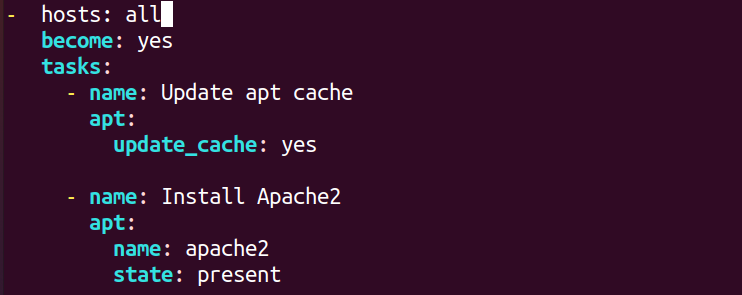 -  hosts: all
   become: yes
   tasks:
     - name: Update apt cache
       apt:
         update_cache: yes

     - name: Install Apache2
       apt:
         name: apache2
         state: present